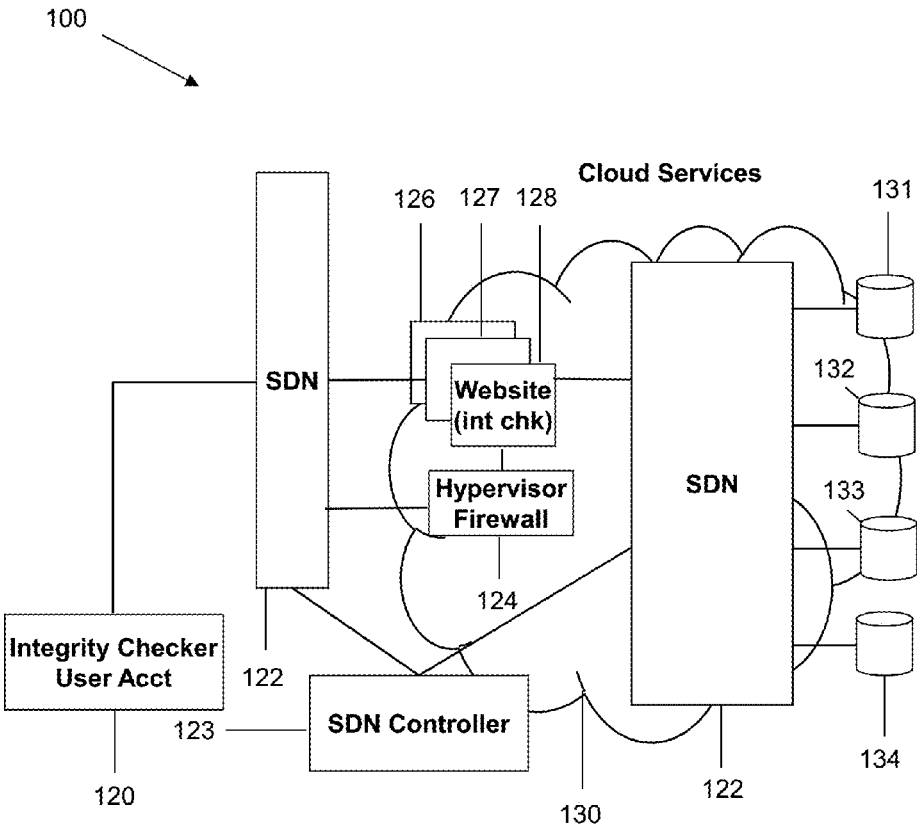 100
Cloud Services
131
126
127
128
SDN
132
Website
(int chk)
SDN
Hypervisor
Firewall
133
124
Integrity Checker
User Acct
122
SDN Controller
123
122
134
120
130